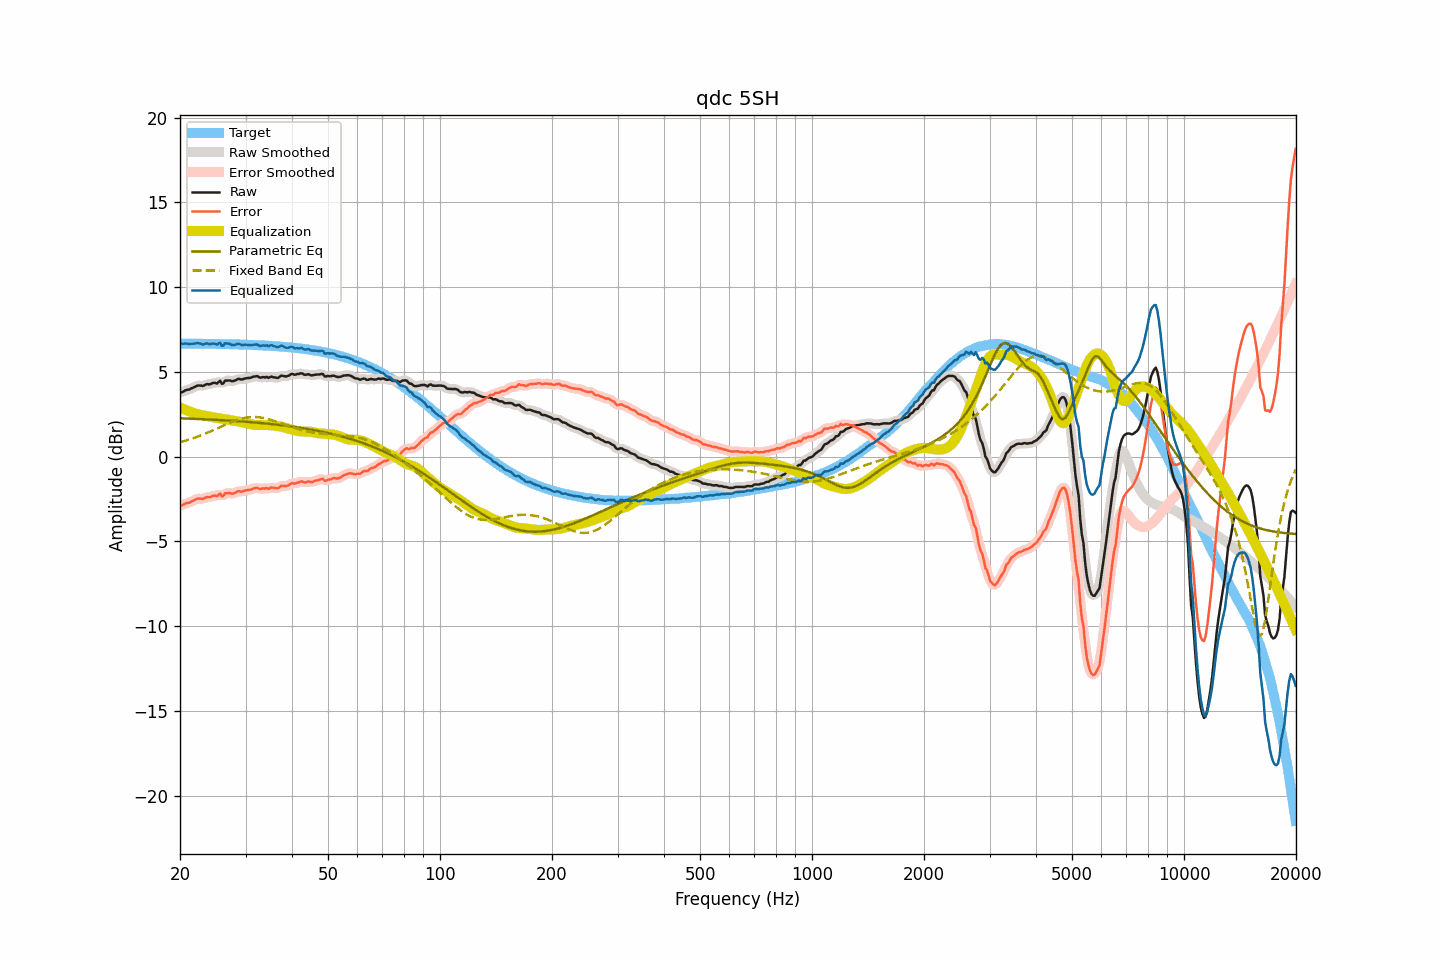 qdc 5SH
20
15
10
5
0
−5
−10
−15
−20
Amplitude (dBr)
Target
Raw Smoothed
Error Smoothed
Raw
Error
Equalization
Parametric Eq
Fixed Band Eq
Equalized
20 50 100 200 500 1000 2000 5000 10000 20000
Frequency (Hz)